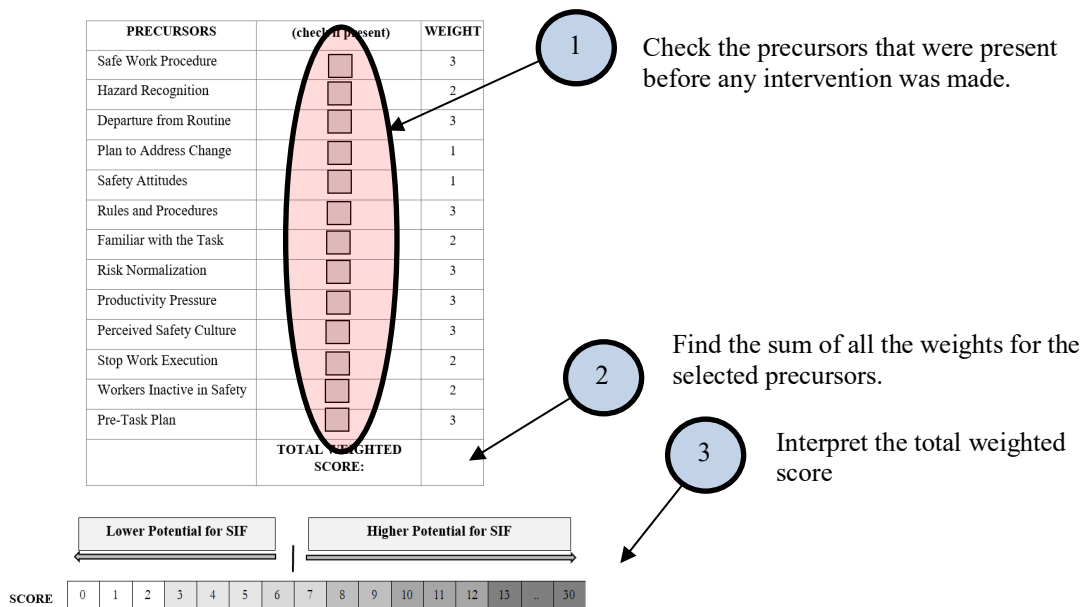 PRECURSORS (check if present) WEIGHT
Safe Work Procedure 3
Hazard Recognition 2
Departure from Routine 3
Plan to Address Change 1
Safety Attitudes 1
Rules and Procedures 3
Familiar with the Task 2
Risk Normalization 3
Productivity Pressure 3
Perceived Safety Culture 3
Stop Work Execution 2
Workers Inactive in Safety 2
Pre-Task Plan 3
TOTAL WEIGHTED
SCORE:
1
Check the precursors that were present
before any intervention was made.
2
Find the sum of all the weights for the
selected precursors.
3
Interpret the total weighted
score
Lower Potential for SIF Higher Potential for SIF
SCORE 0 1 2 3 4 5 6 7 8 9 10 11 12 13 .. 30